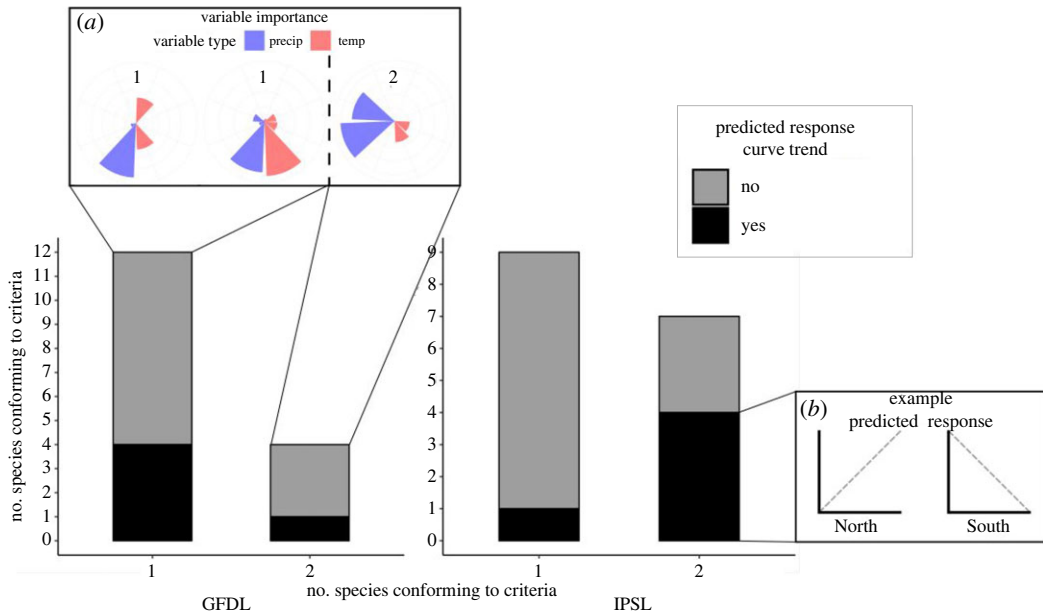 (a)
variable importance
variable type precip temp
1 1 2
predicted response
curve trend
no
yes
no. species conforming to criteria
12
11
10
9
8
7
6
5
4
3
2
1
0
1 2
GFDL
9
8
7
6
5
4
3
2
1
0
1 2
IPSL
no. species conforming to criteria
(b)
example
predicted response
North South